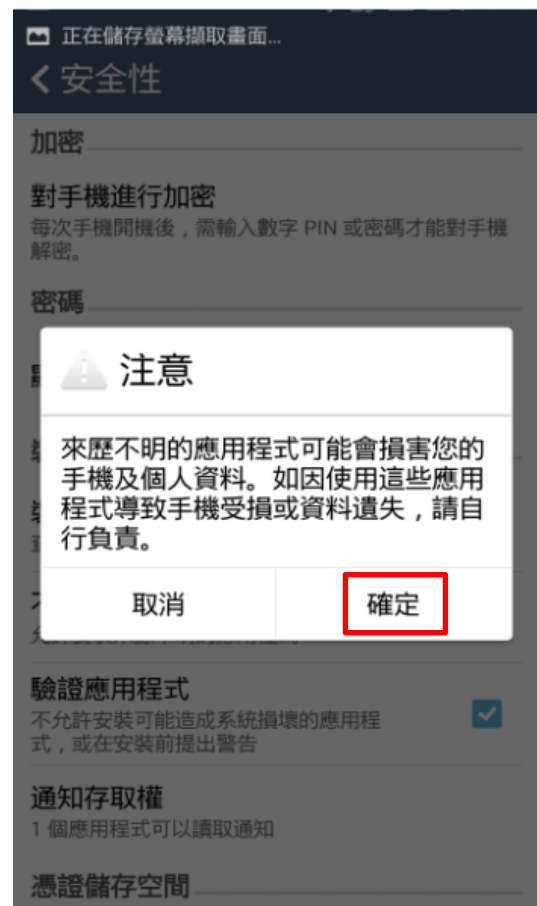 正在儲存螢幕擷取畫面...
安全性
加密
對手機進行加密
每次手機開機後，需輸入數字 PIN 或密碼才能對手機
解密。
密碼
注意
來歷不明的應用程式可能會損害您的
手機及個人資料。如因使用這些應用
程式導致手機受損或資料遺失，請自
行負責。
取消
確定
驗證應用程式
不允許安裝可能造成系統損壞的應用程
式，或在安裝前提出警告
通知存取權
1 個應用程式可以讀取通知
憑證儲存空間